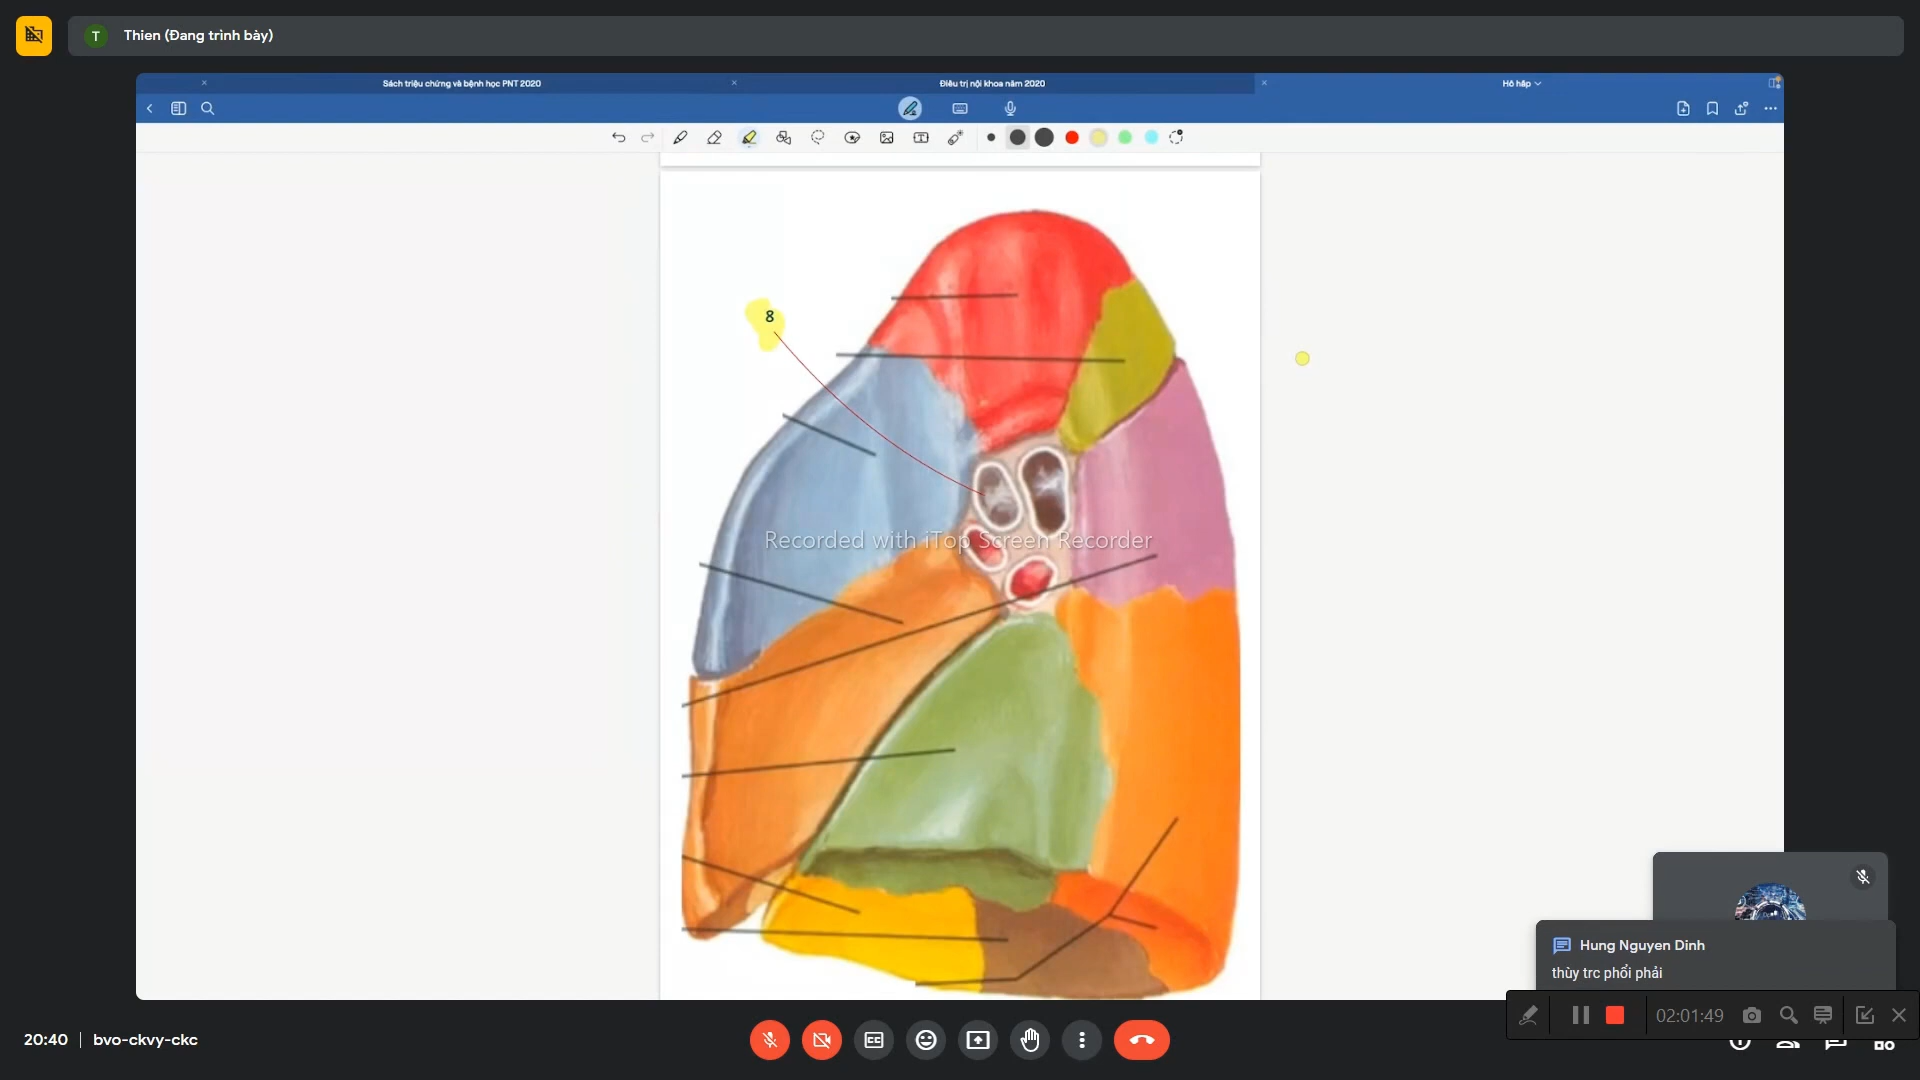 T
Thien (Đang trình bày)
Sách triệu chứng và bệnh học PNT 2020
Điều trị nội khoa năm 2020
Hô hấp
8
Recorded with iTop Screen Recorder
Hung Nguyen Dinh
thùy trc phổi phải
02:01:49
20:40
bvo-ckvy-ckc
CC